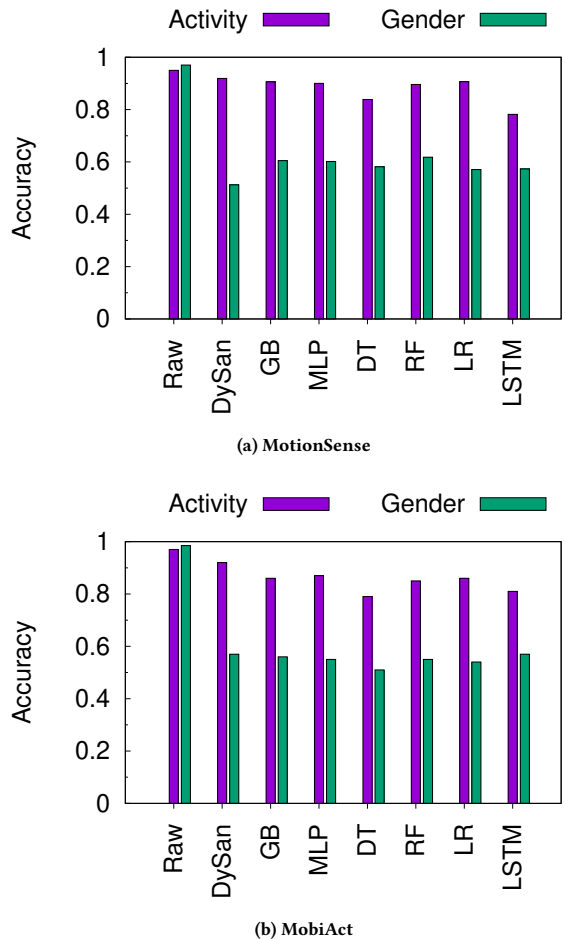 Activity Gender
1
0.8
0.6
0.4
0.2
0
Accuracy
Raw
DySan
GB
MLP
DT
RF
LR
LSTM
(a) MotionSense
Activity Gender
1
0.8
0.6
0.4
0.2
0
Accuracy
Raw
DySan
GB
MLP
DT
RF
LR
LSTM
(b) MobiAct